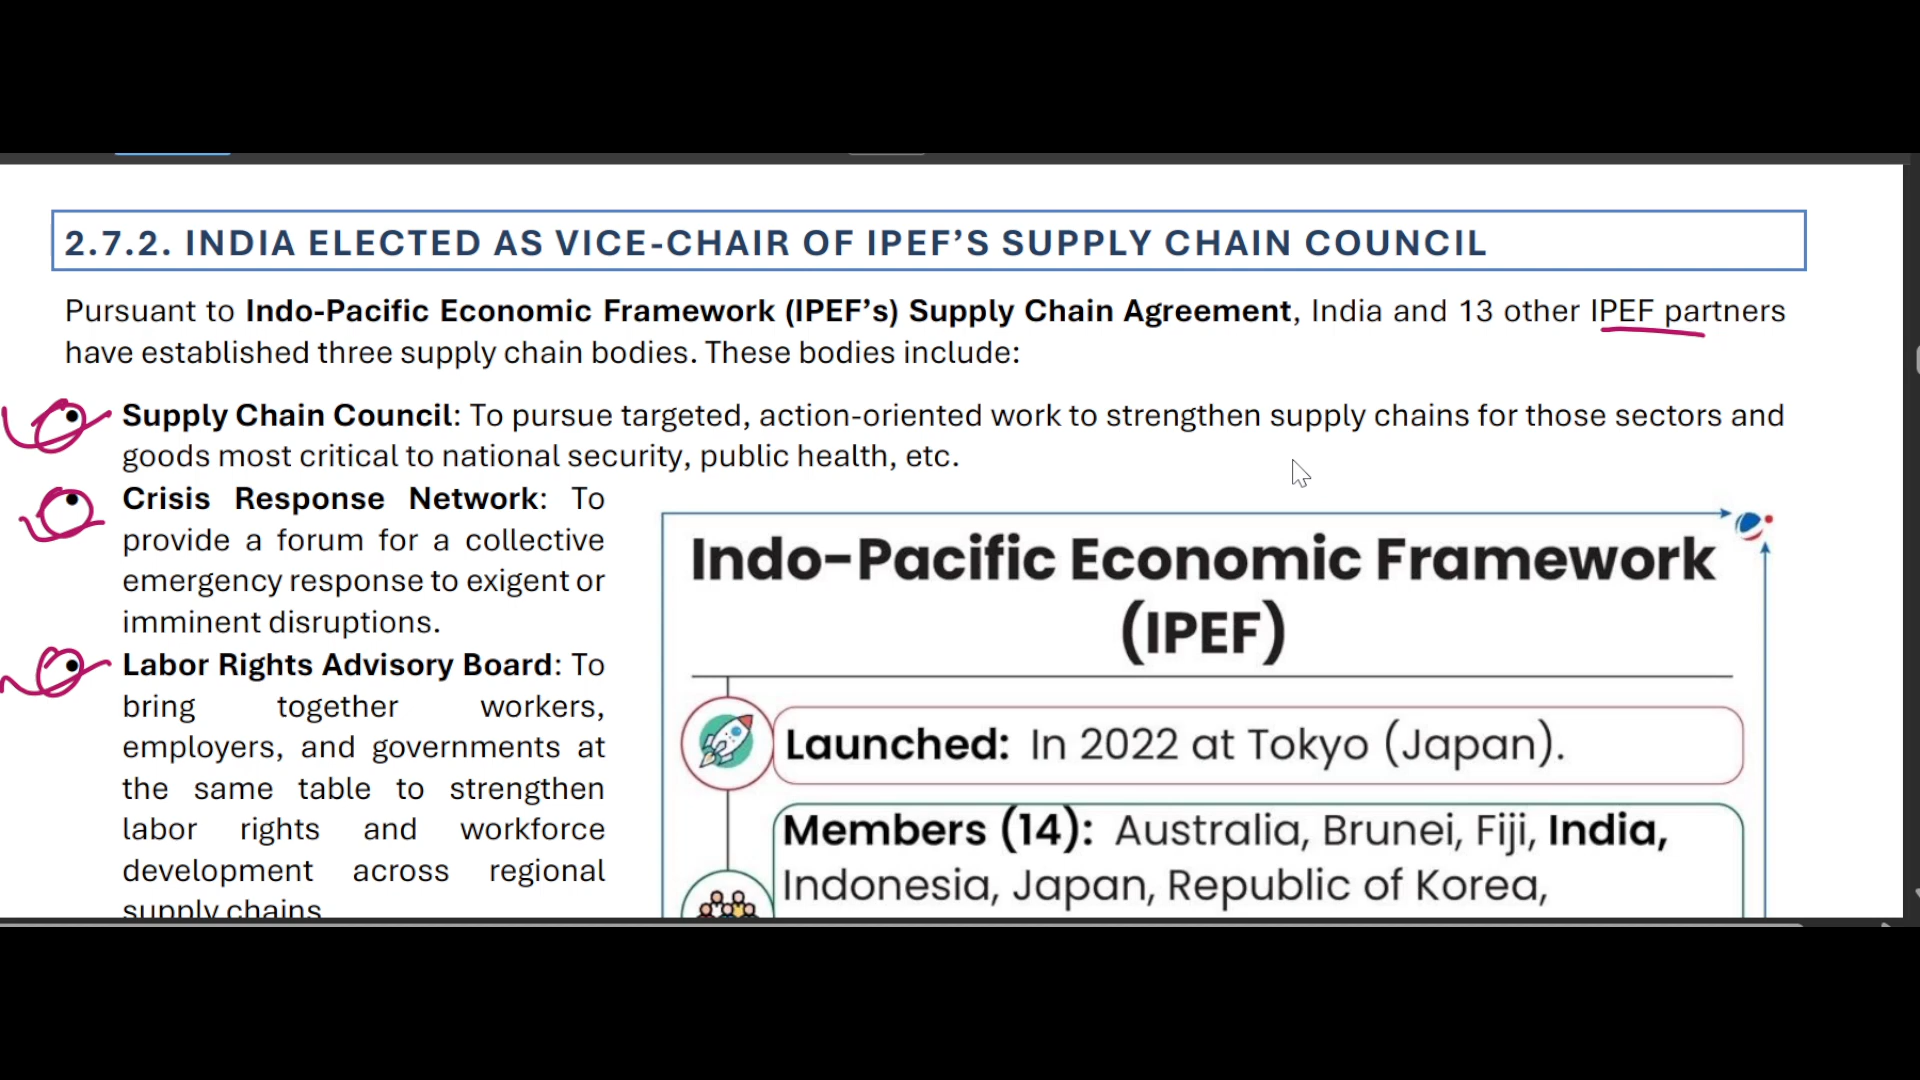 2.7.2. INDIA ELECTED AS VICE-CHAIR OF IPEF’S SUPPLY CHAIN COUNCIL
Pursuant to Indo-Pacific Economic Framework (IPEF’s) Supply Chain Agreement, India and 13 other IPEF partners
have established three supply chain bodies. These bodies include:
• Supply Chain Council: To pursue targeted, action-oriented work to strengthen supply chains for those sectors and
goods most critical to national security, public health, etc.
• Crisis Response Network: To
provide a forum for a collective
emergency response to exigent or
imminent disruptions.
• Labor Rights Advisory Board: To
bring together workers,
employers, and governments at
the same table to strengthen
labor rights and workforce
development across regional
supply chains
Indo-Pacific Economic Framework
(IPEF)
Launched: In 2022 at Tokyo (Japan).
Members (14): Australia, Brunei, Fiji, India,
Indonesia, Japan, Republic of Korea,